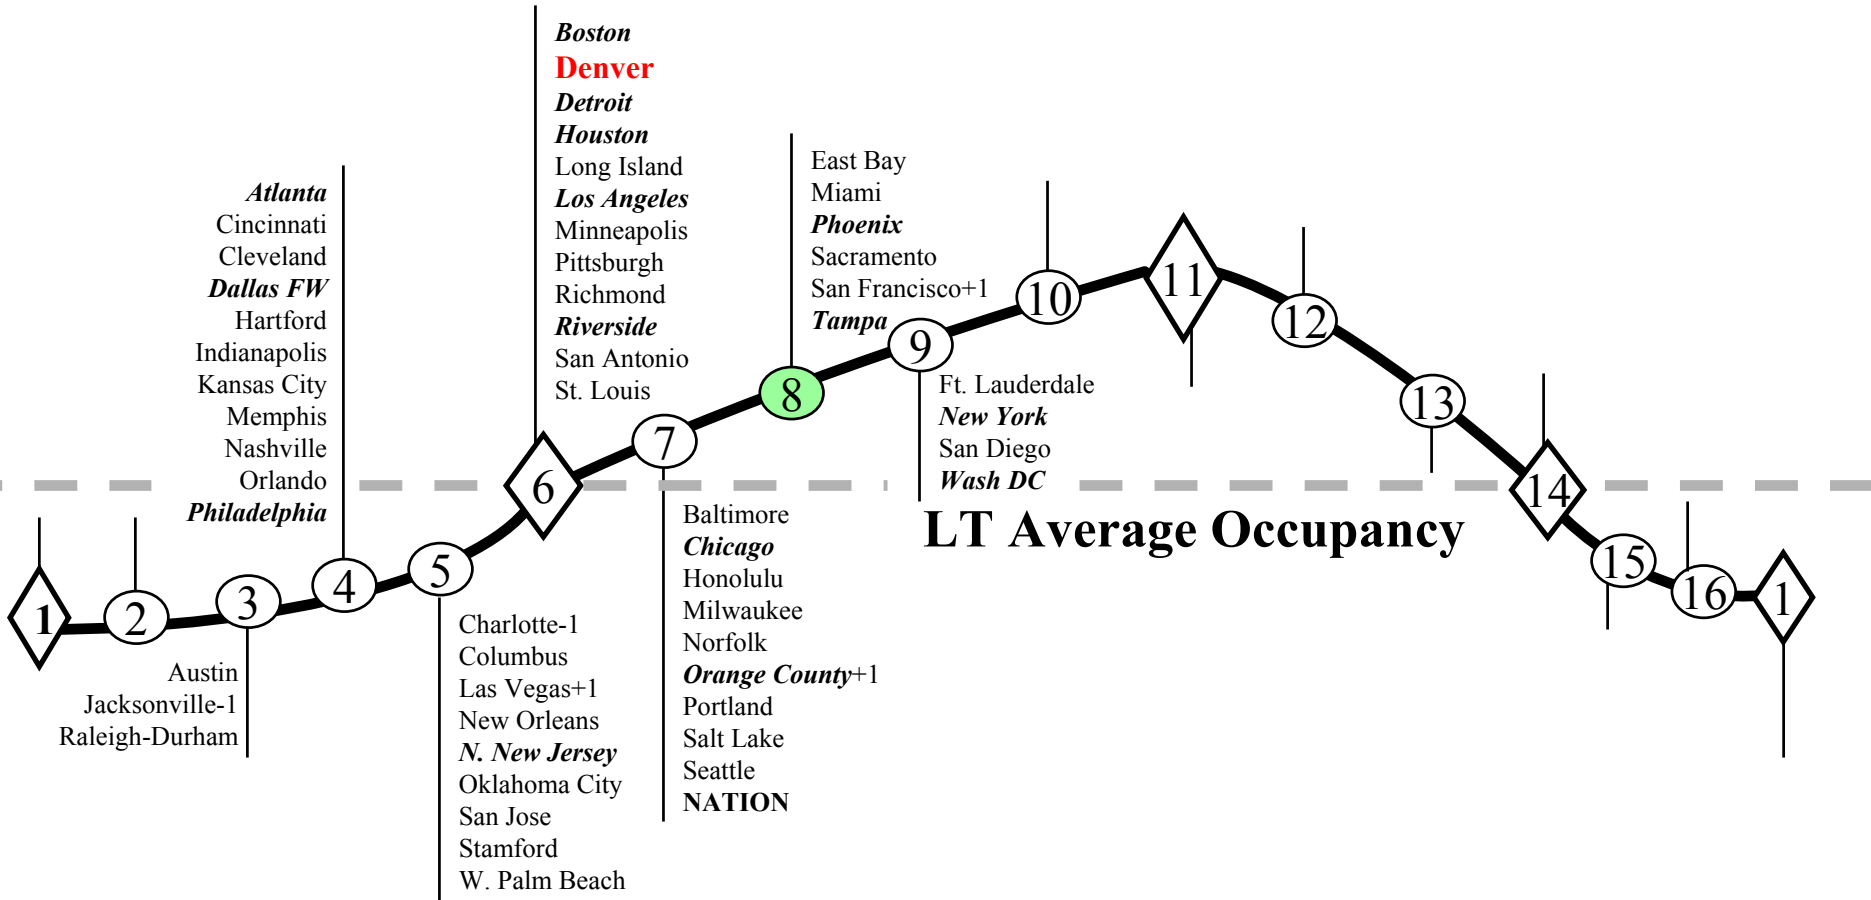 Boston
Denver
Detroit
Houston
Long Island
Los Angeles
Minneapolis
Pittsburgh
Richmond
Riverside
San Antonio
St. Louis
East Bay
Miami
Phoenix
Sacramento
San Francisco+1
Tampa
Atlanta
Cincinnati
Cleveland
Dallas FW
Hartford
Indianapolis
Kansas City
Memphis
Nashville
Orlando
Philadelphia
Ft. Lauderdale
New York
San Diego
Wash DC
LT Average Occupancy
1
2
3
4
5
6
7
8
9
10
11
12
13
14
15
16
1
Austin
Jacksonville-1
Raleigh-Durham
Charlotte-1
Columbus
Las Vegas+1
New Orleans
N. New Jersey
Oklahoma City
San Jose
Stamford
W. Palm Beach
Baltimore
Chicago
Honolulu
Milwaukee
Norfolk
Orange County+1
Portland
Salt Lake
Seattle
NATION